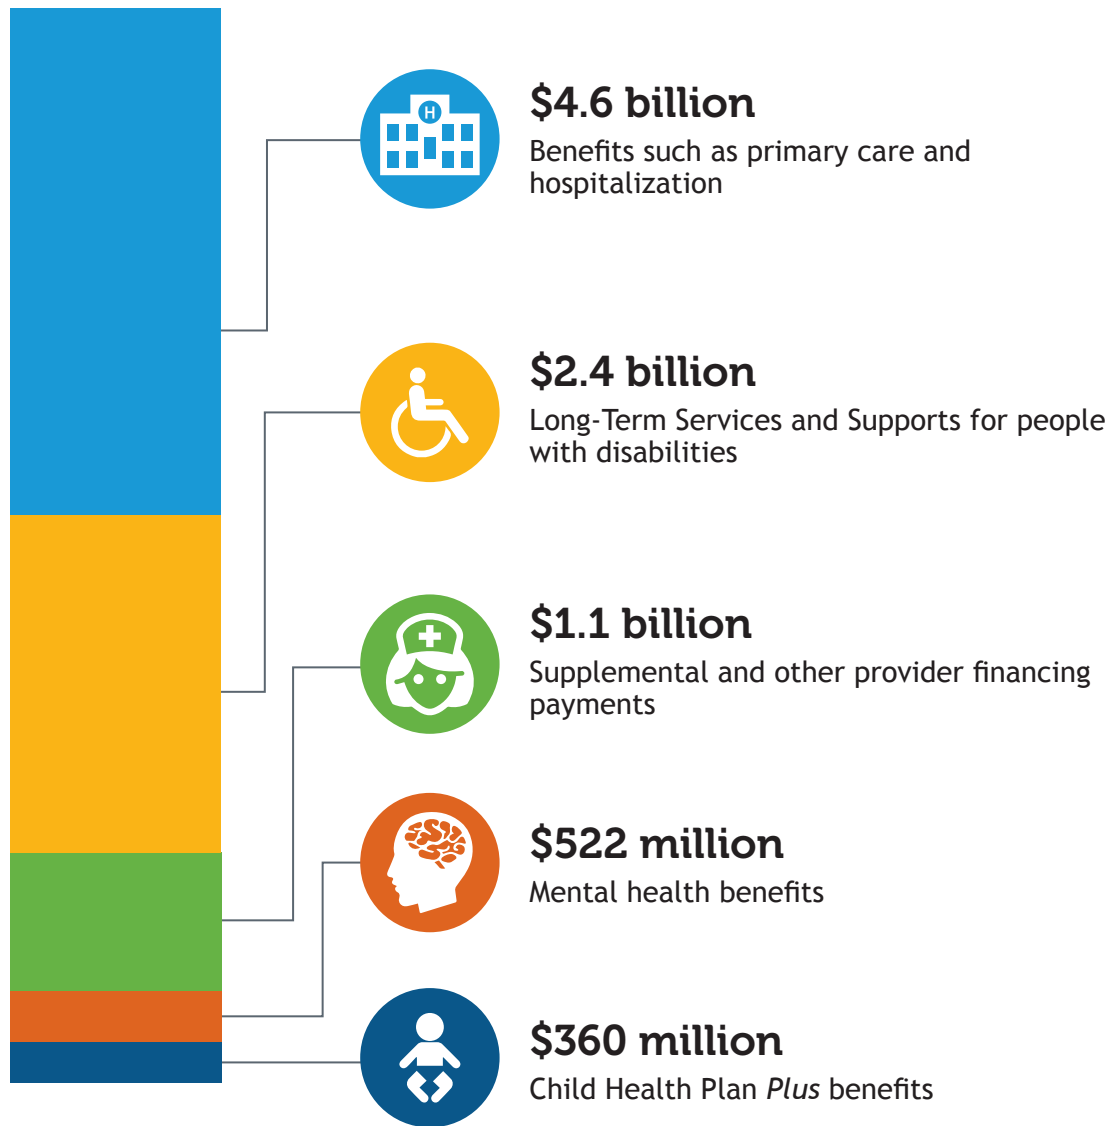 H
$4.6 billion
Benefits such as primary care and
hospitalization
$2.4 billion
Long-Term Services and Supports for people
with disabilities
$1.1 billion
Supplemental and other provider financing
payments
$522 million
Mental health benefits
$360 million
Child Health Plan Plus benefits